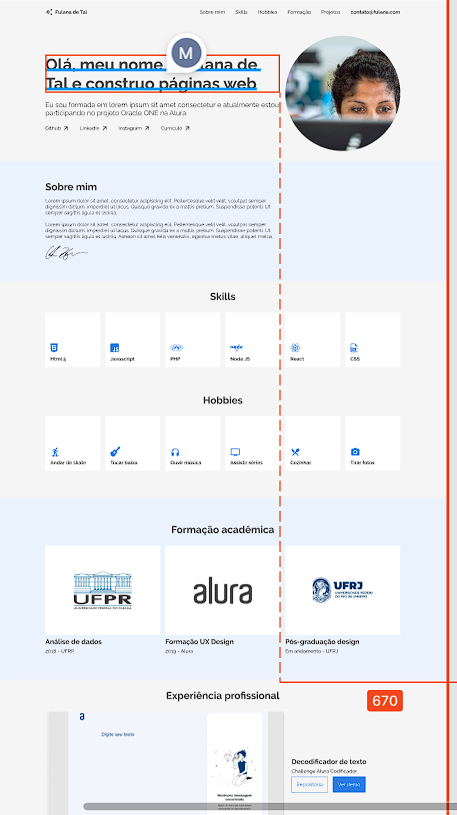 Fulana de Tal
Sobre mim Skills Hobbies Formação Projetos contato@fulana.com
M
Olá, meu nome ana de
Tal e construo páginas web
Eu sou formada em lorem ipsum sit amet consectetur e atualmente estou
participando no projeto Oracle ONE na Alura.
Github Linkedin Instagram Currículo
Sobre mim
Lorem ipsum dolor sit amet, consectetur adipiscing elit. Pellentesque velit velit, volutpat semper
dignissim dictum, imperdiet ut lacus. Quisque gravida ex a mattis pretium. Suspendisse potenti. Ut
semper sagittis ligula et lacinia.
Lorem ipsum dolor sit amet, consectetur adipiscing elit. Pellentesque velit velit, volutpat semper
dignissim dictum, imperdiet ut lacus. Quisque gravida ex a mattis pretium. Suspendisse potenti. Ut
semper sagittis ligula et lacinia. Aenean sit amet felis venenatis, egestas metus vitae, aliquet metus.
Skills
Html 5 Javascript PHP Node JS React CSS
Hobbies
Andar de skate Tocar baixo Ouvir música Assistir séries Cozinhar Tirar fotos
Formação acadêmica
UFPR
UNIVERSIDADE FEDERAL DO PARANÁ
alura
UFRJ
UNIVERSIDADE FEDERAL
DO RIO DE JANEIRO
Análise de dados Formação UX Design Pós-graduação design
2018 - UFRP 2019 - Alura Em andamento - UFRJ
Experiência profissional
670
a
Digite seu texto
Nenhuma mensagem
encontrada
Decodificador de texto
Challenge Alura Codificador
Repositório Ver demo